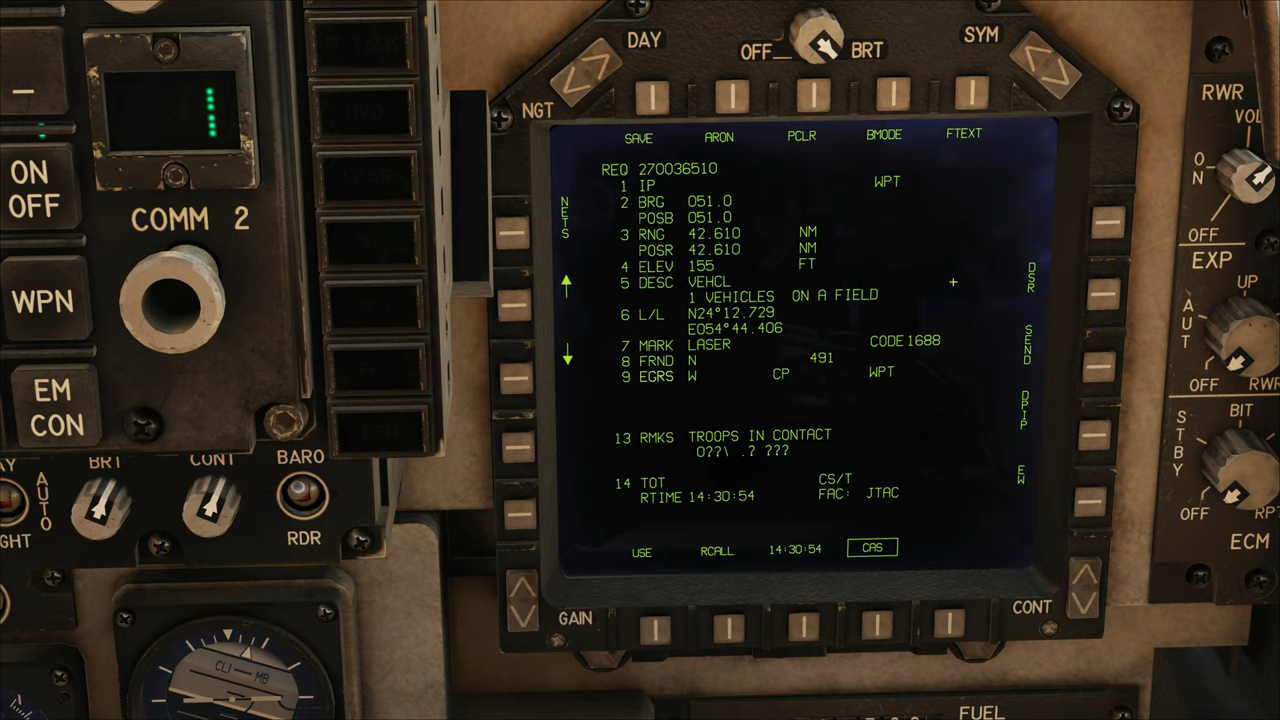 DAY
OFF
BRT
SYM
NGT
RWR
VOL
ON
OFF
EXP
UP
AUT
OFF
RWR
BIT
STBY
OFF
RPT
ECM
ON
OFF
COMM 2
WPN
EM
CON
BRT
CONT
BARO
AUTO
RDR
GHT
CLIMB
SAVE ARON PCLR BMODE FTEXT
REQ 270036510
1 IP WPT
2 BRG 051.0
POSB 051.0
3 RNG 42.610 NM
POSR 42.610 NM
4 ELEV 155 FT
5 DESC VEHCL +
1 VEHICLES ON A FIELD
6 L/L N24°12.729
E054°44.406
7 MARK LASER CODE1688
8 FRND N 491
9 EGRS W CP WPT
13 RMKS TROOPS IN CONTACT
0??\ .? ???
14 TOT CS/T
RTIME 14:30:54 FAC: JTAC
USE RCALL 14:30:54 CAS
NETS
DSR
SEND
DPIP
EW
GAIN
CONT
FUEL